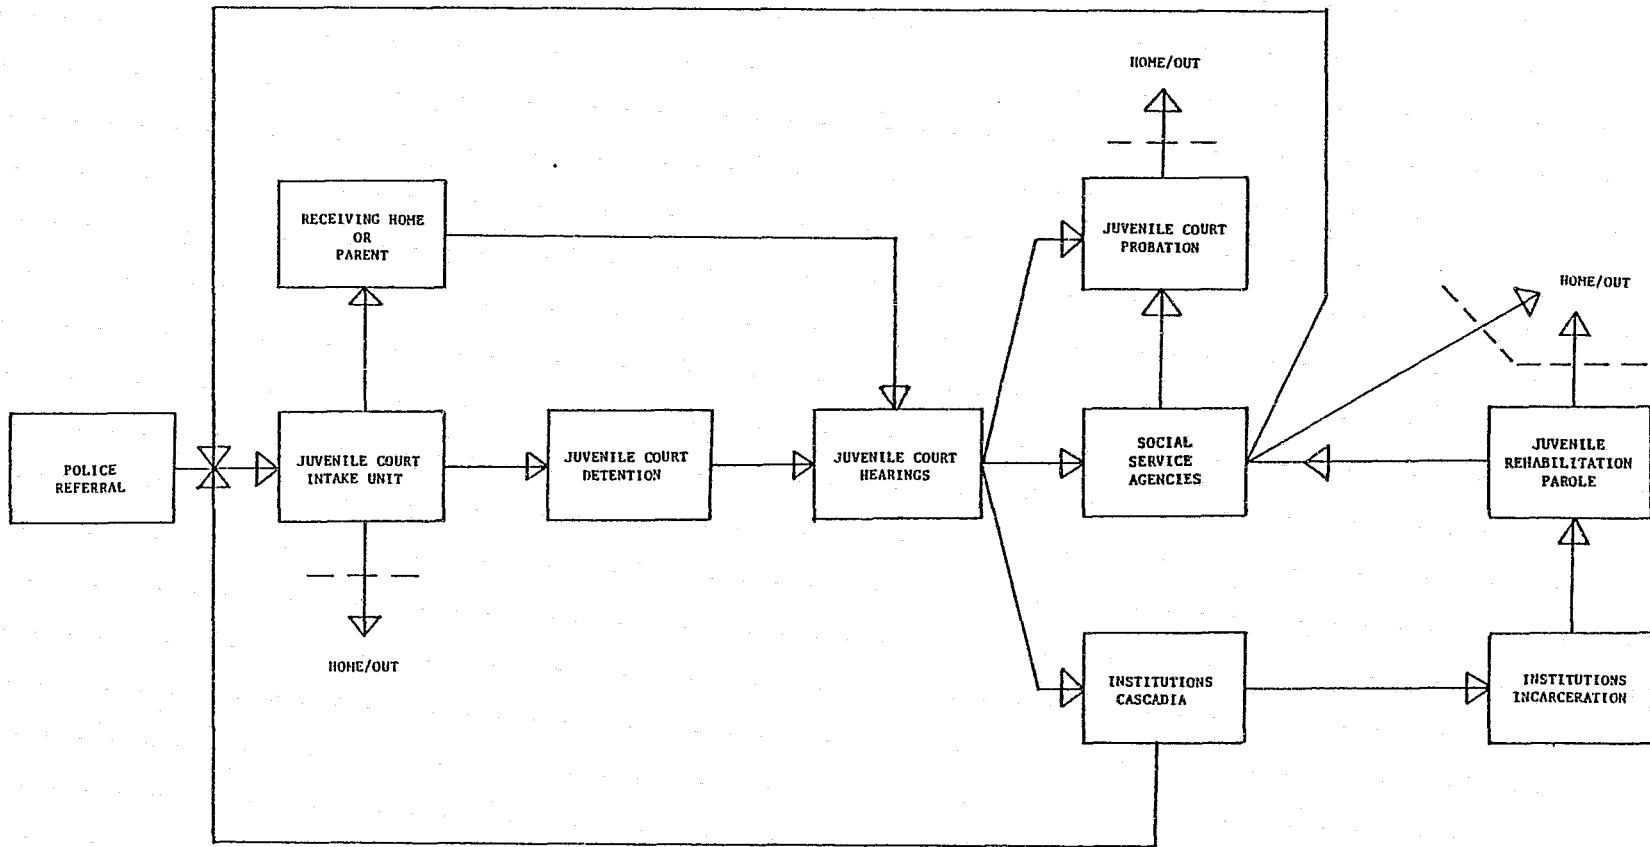 HOME/OUT
RECEIVING HOME
OR
PARENT
JUVENILE COURT
PROBATION
HOME/OUT
POLICE
REFERRAL
JUVENILE COURT
INTAKE UNIT
JUVENILE COURT
DETENTION
JUVENILE COURT
HEARINGS
SOCIAL
SERVICE
AGENCIES
JUVENILE
REHABILITATION
PAROLE
HOME/OUT
INSTITUTIONS
CASCADIA
INSTITUTIONS
INCARCERATION